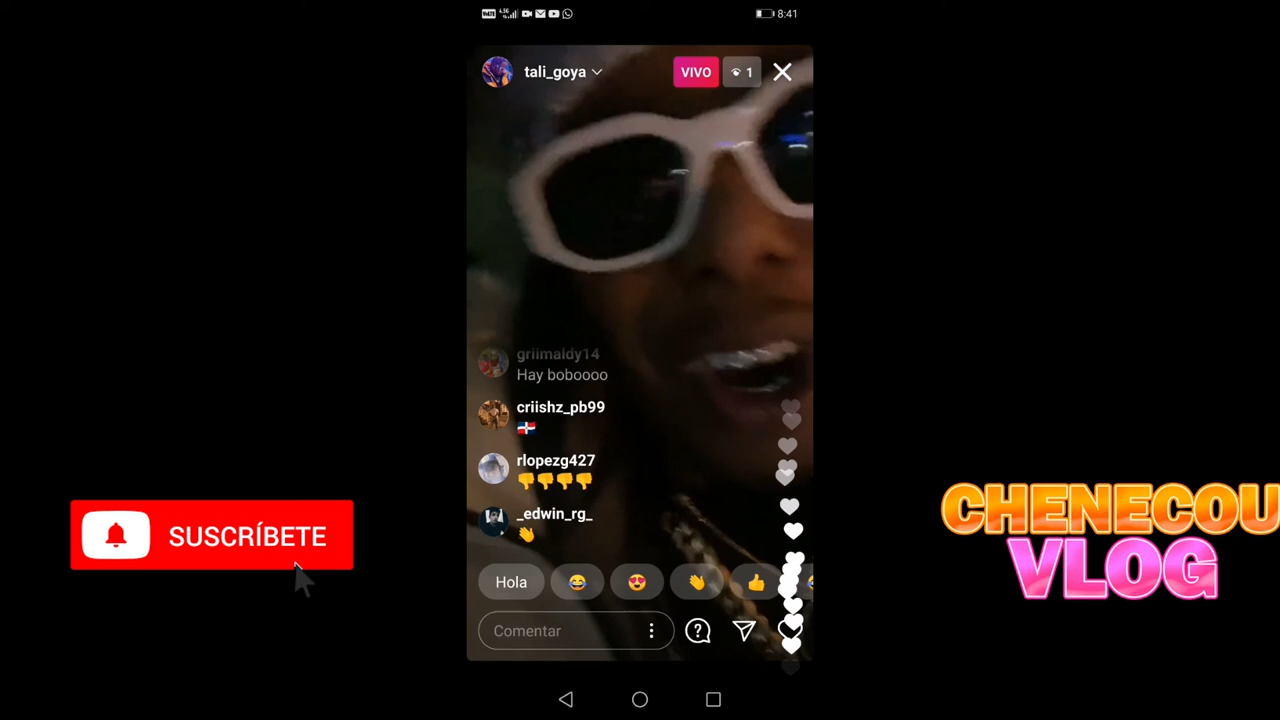 8:41
tali_goya
VIVO
1
griimaldy14
Hay boboooo
criishz_pb99
rlopezg427
_edwin_rg_
Hola
Comentar
SUSCRÍBETE
CHENECOU
VLOG